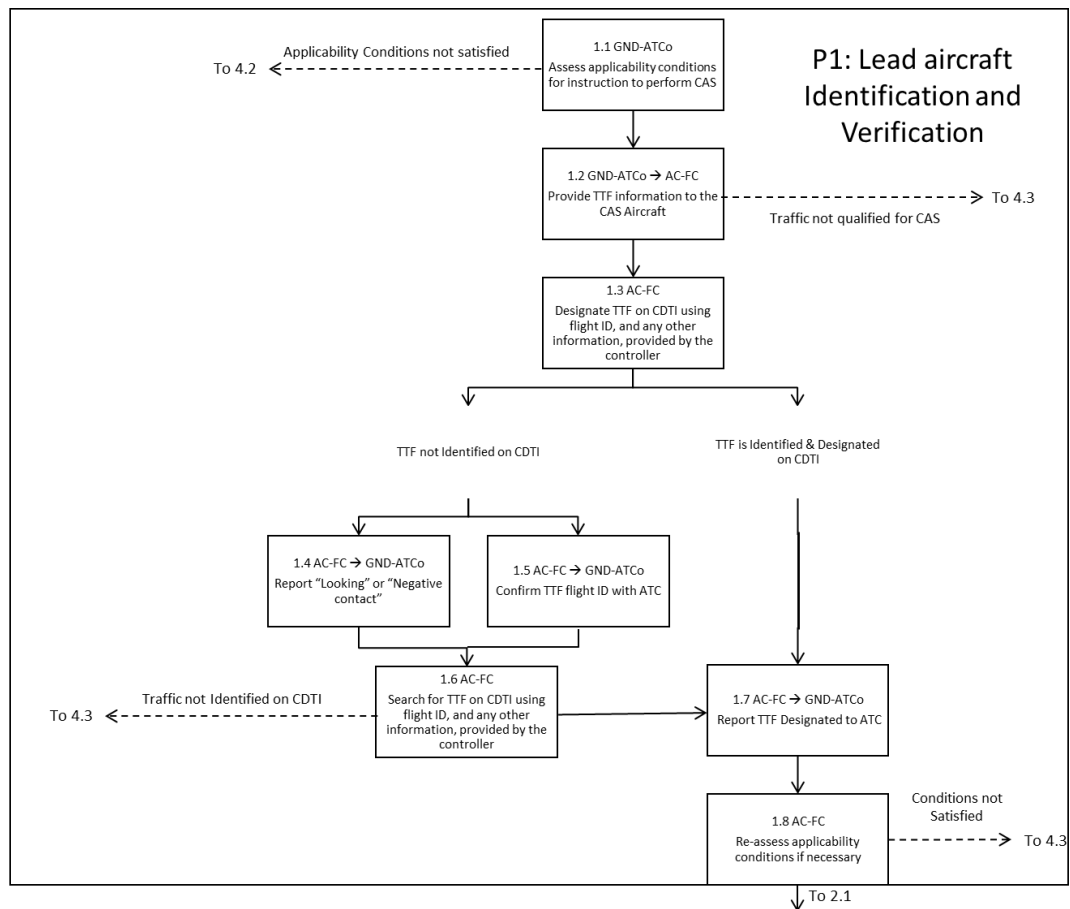 P1: Lead aircraft
Identification and
Verification
1.1 GND-ATCo
Assess applicability conditions
for instruction to perform CAS
Applicability Conditions not satisfied
To 4.2
1.2 GND-ATCo → AC-FC
Provide TTF information to the
CAS Aircraft
To 4.3
Traffic not qualified for CAS
1.3 AC-FC
Designate TTF on CDTI using
flight ID, and any other
information, provided by the
controller
TTF not Identified on CDTI
TTF is Identified & Designated
on CDTI
1.4 AC-FC → GND-ATCo
Report “Looking” or “Negative
contact”
1.5 AC-FC → GND-ATCo
Confirm TTF flight ID with ATC
1.6 AC-FC
Search for TTF on CDTI using
flight ID, and any other
information, provided by the
controller
Traffic not Identified on CDTI
To 4.3
1.7 AC-FC → GND-ATCo
Report TTF Designated to ATC
1.8 AC-FC
Re-assess applicability
conditions if necessary
Conditions not
Satisfied
To 4.3
To 2.1